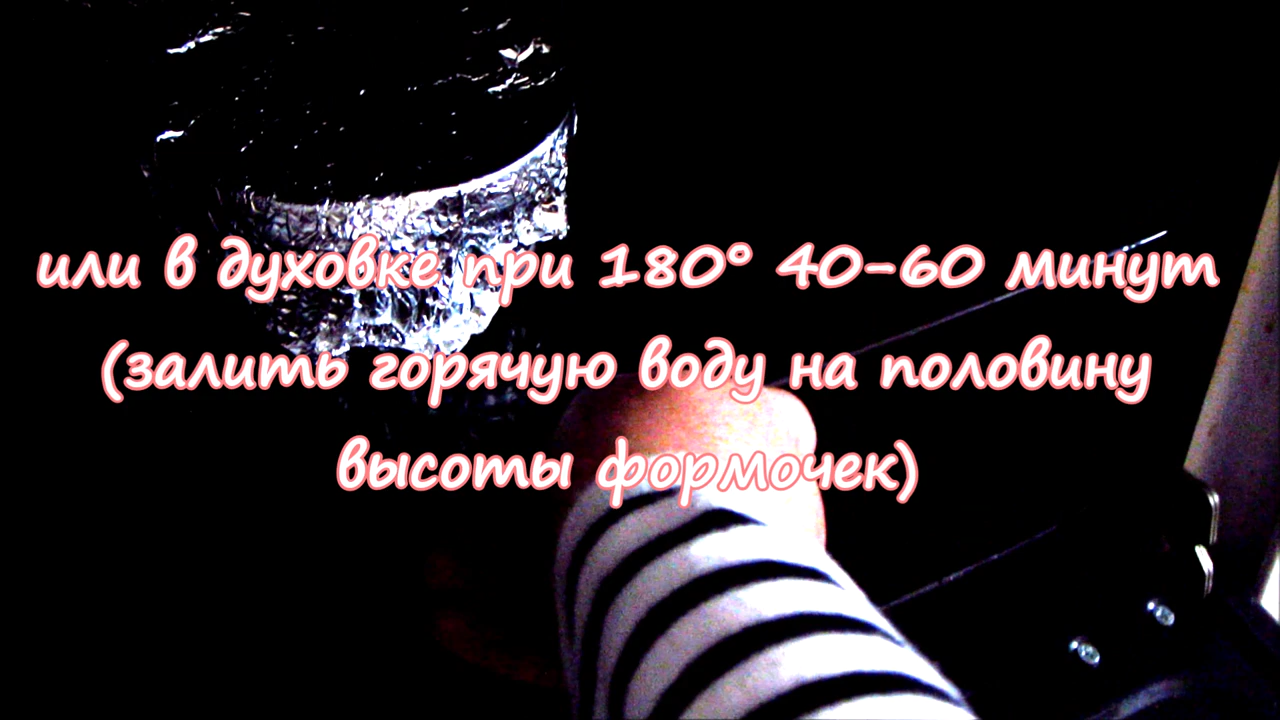 или в духовке при 180° 40-60 минут
(залить горячую воду на половину
высоты формочек)